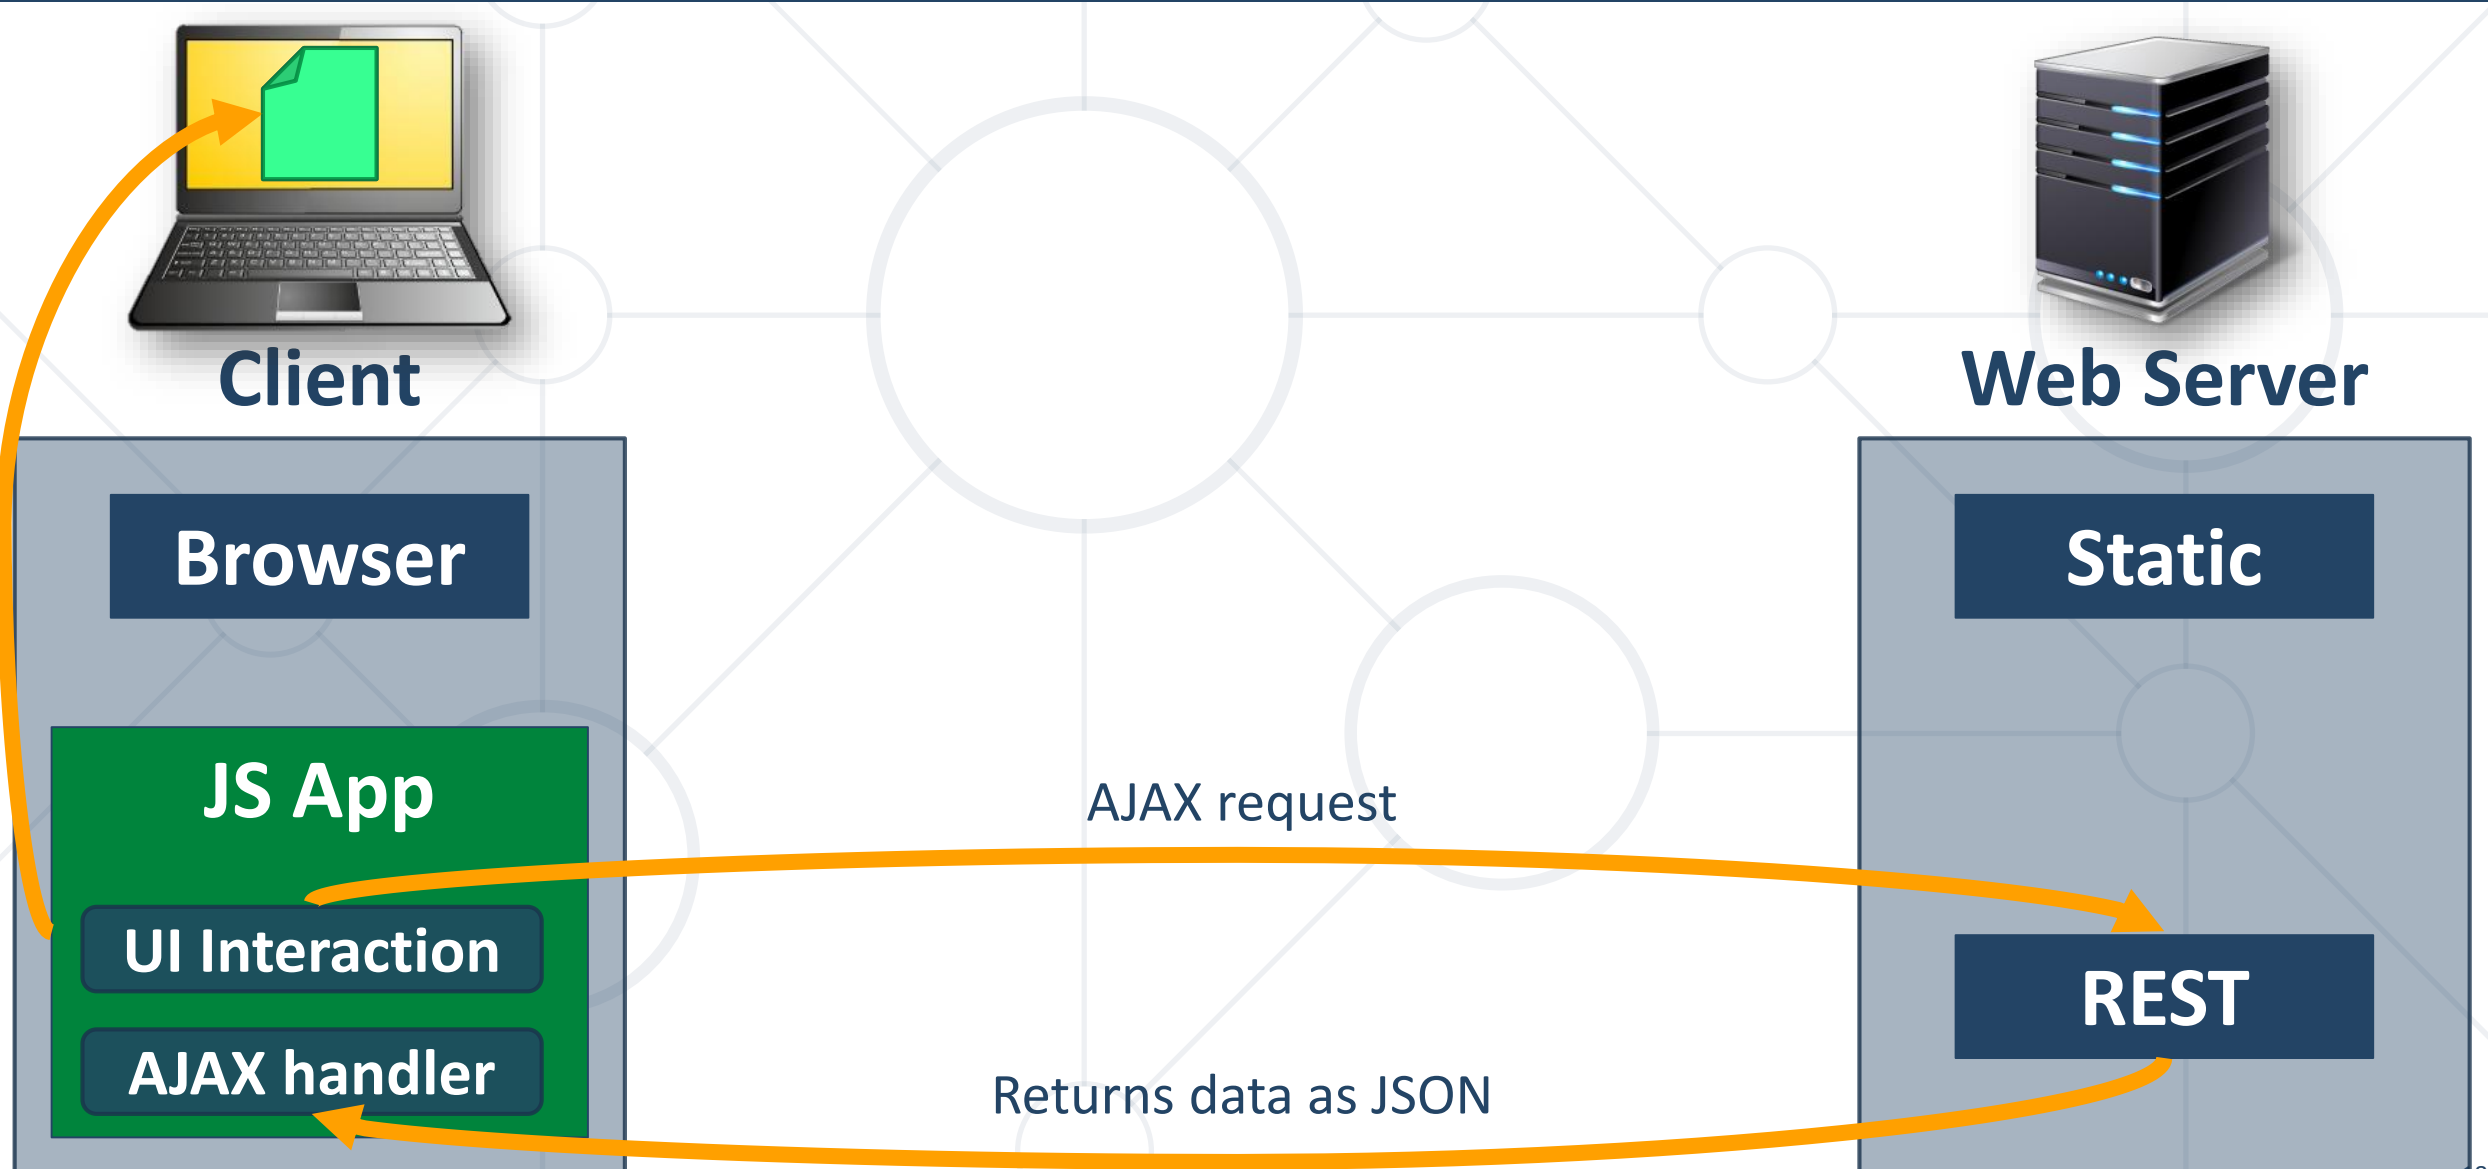 Client
Web Server
Browser
Static
JS App
AJAX request
UI Interaction
REST
AJAX handler
Returns data as JSON